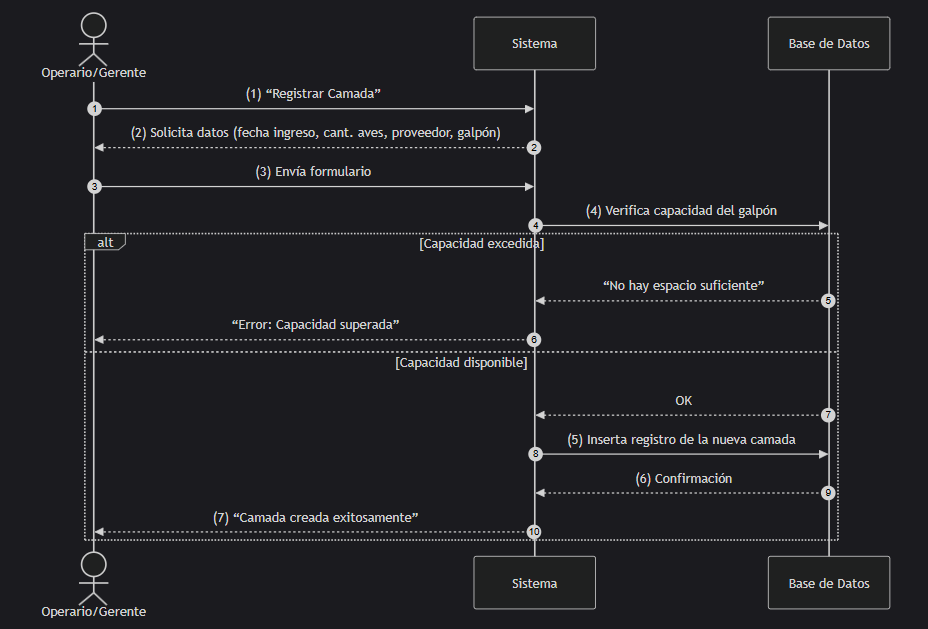 Sistema
Base de Datos
Operario/Gerente
(1) “Registrar Camada”
1
(2) Solicita datos (fecha ingreso, cant. aves, proveedor, galpón)
2
(3) Envía formulario
3
(4) Verifica capacidad del galpón
4
alt
[Capacidad excedida]
“No hay espacio suficiente”
5
“Error: Capacidad superada”
6
[Capacidad disponible]
OK
7
(5) Inserta registro de la nueva camada
8
(6) Confirmación
9
(7) “Camada creada exitosamente”
10
Sistema
Base de Datos
Operario/Gerente